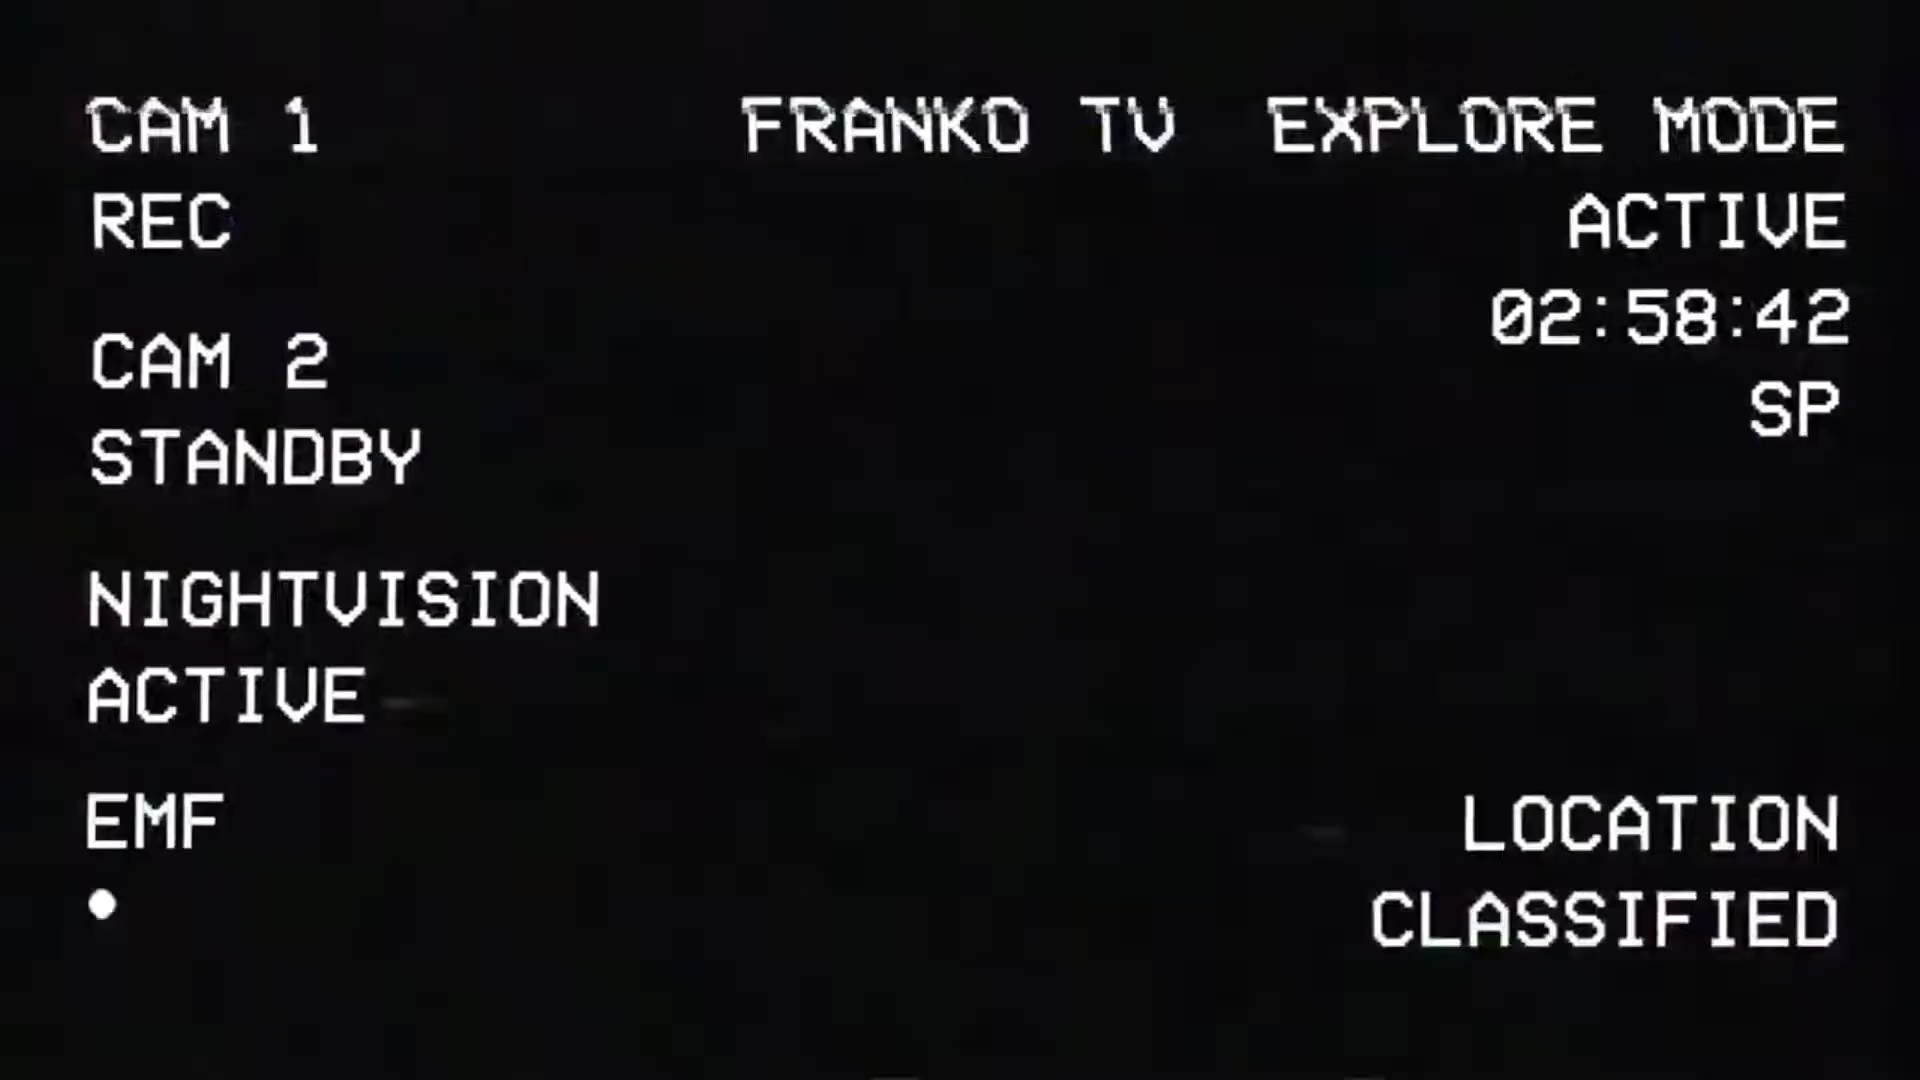 CAM 1
REC
CAM 2
STANDBY
NIGHTVISION
ACTIVE
EMF
FRANKO TV EXPLORE MODE
ACTIVE
02:58:42
SP
LOCATION
CLASSIFIED